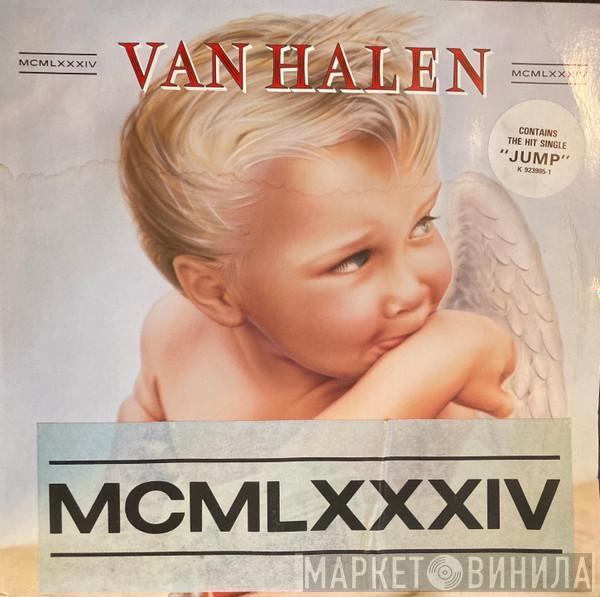 VAN HALEN
MCMLXXXIV
MCMLXXXIV
CONTAINS
THE HIT SINGLE
"JUMP"
K 923985-1
MCMLXXXIV
МАРКЕТ ВИНИЛА